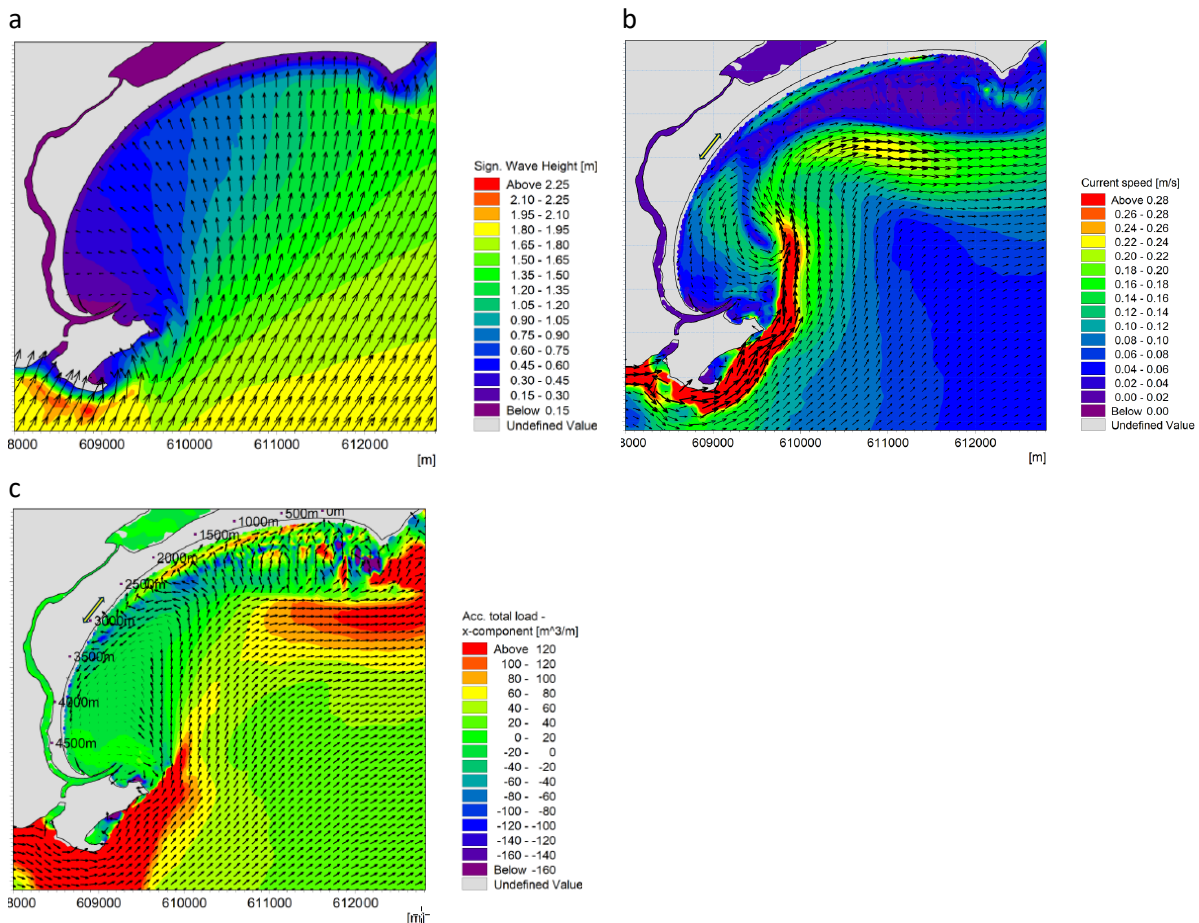 a
b
Sign. Wave Height [m]
Above 2.25
2.10 - 2.25
1.95 - 2.10
1.80 - 1.95
1.65 - 1.80
1.50 - 1.65
1.35 - 1.50
1.20 - 1.35
1.05 - 1.20
0.90 - 1.05
0.75 - 0.90
0.60 - 0.75
0.45 - 0.60
0.30 - 0.45
0.15 - 0.30
Below 0.15
Undefined Value
8000 609000 610000 611000 612000
[m]
Current speed [m/s]
Above 0.28
0.26 - 0.28
0.24 - 0.26
0.22 - 0.24
0.20 - 0.22
0.18 - 0.20
0.16 - 0.18
0.14 - 0.16
0.12 - 0.14
0.10 - 0.12
0.08 - 0.10
0.06 - 0.08
0.04 - 0.06
0.02 - 0.04
0.00 - 0.02
Below 0.00
Undefined Value
8000 609000 610000 611000 612000
[m]
c
0m
500m
1000m
1500m
2000m
2500m
3000m
3500m
4200m
4500m
Acc. total load -
x-component [m^3/m]
Above 120
100 - 120
80 - 100
60 - 80
40 - 60
20 - 40
0 - 20
-20 - 0
-40 - -20
-60 - -40
-80 - -60
-100 - -80
-120 - -100
-140 - -120
-160 - -140
Below -160
Undefined Value
8000 609000 610000 611000 612000
[m]